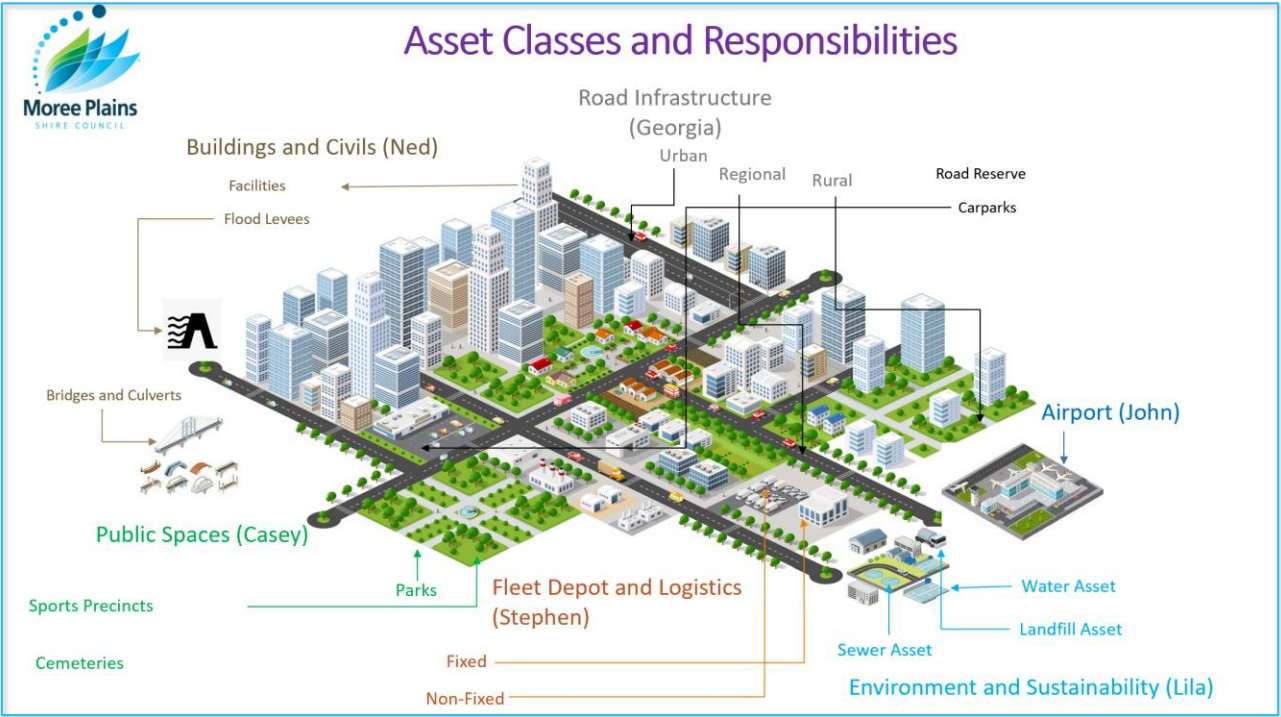 Asset Classes and Responsibilities
Moree Plains
SHIRE COUNCIL
Road Infrastructure
(Georgia)
Urban
Regional
Rural
Road Reserve
Carparks
Buildings and Civils (Ned)
Facilities
Flood Levees
Bridges and Culverts
Airport (John)
Public Spaces (Casey)
Parks
Sports Precincts
Cemeteries
Fleet Depot and Logistics
(Stephen)
Fixed
Non-Fixed
Water Asset
Landfill Asset
Sewer Asset
Environment and Sustainability (Lila)